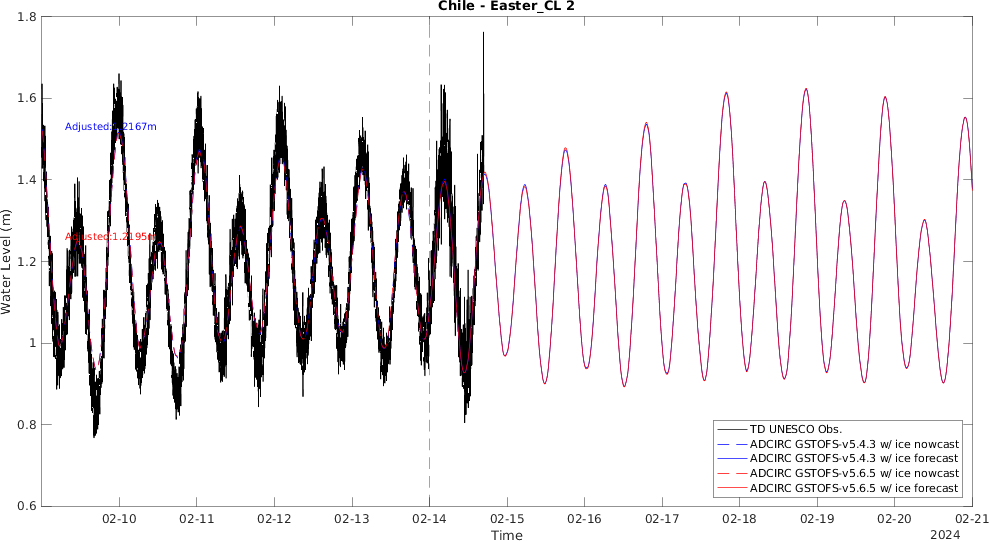 Chile - Easter_CL 2
1.8
1.6
1.4
1.2
1
0.8
0.6
Water Level (m)
Adjusted: 2167m
Adjusted:1.2195m
TD UNESCO Obs.
ADCIRC GSTOFS-v5.4.3 w/ ice nowcast
ADCIRC GSTOFS-v5.4.3 w/ ice forecast
ADCIRC GSTOFS-v5.6.5 w/ ice nowcast
ADCIRC GSTOFS-v5.6.5 w/ ice forecast
02-10 02-11 02-12 02-13 02-14 02-15 02-16 02-17 02-18 02-19 02-20 02-21
Time
2024